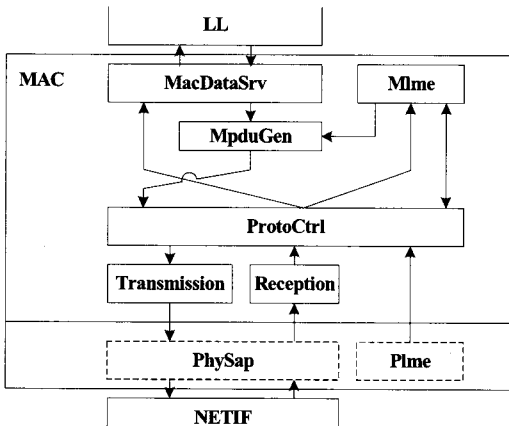 LL
MAC
MacDataSrv
Mlme
MpduGen
ProtoCtrl
Transmission
Reception
PhySap
Plme
NETIF